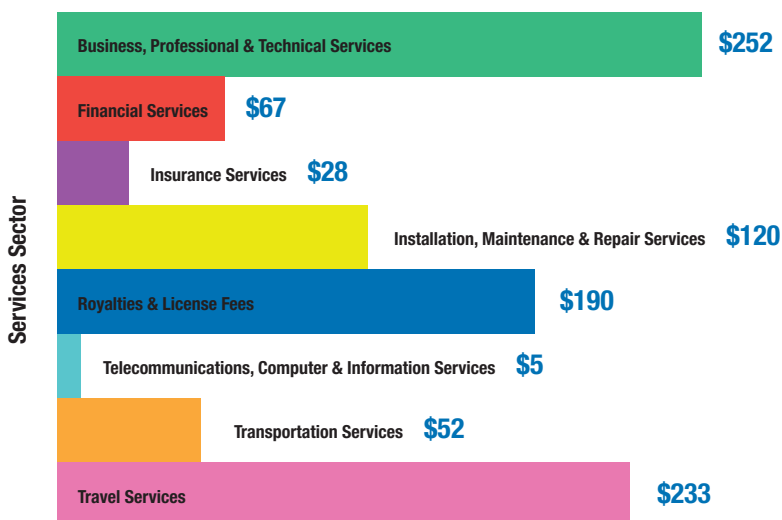 Services Sector
Business, Professional & Technical Services $252
Financial Services $67
Insurance Services $28
Installation, Maintenance & Repair Services $120
Royalties & License Fees $190
Telecommunications, Computer & Information Services $5
Transportation Services $52
Travel Services $233